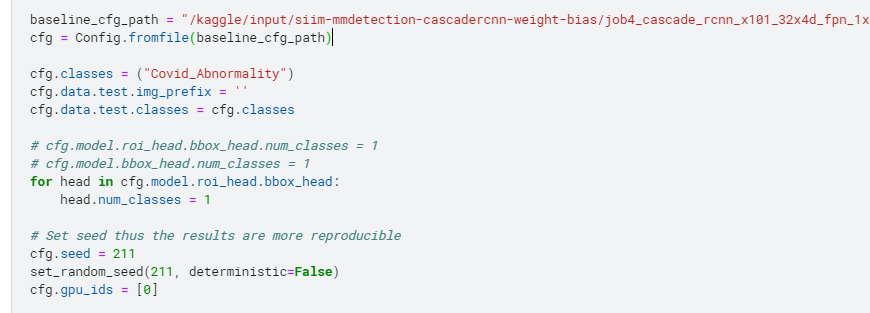 baseline_cfg_path = "/kaggle/input/siim-mmdetection-cascadercnn-weight-bias/job4_cascade_rcnn_x101_32x4d_fpn_1x
cfg = Config.fromfile(baseline_cfg_path)
cfg.classes = ("Covid_Abnormality")
cfg.data.test.img_prefix = ''
cfg.data.test.classes = cfg.classes
# cfg.model.roi_head.bbox_head.num_classes = 1
# cfg.model.bbox_head.num_classes = 1
for head in cfg.model.roi_head.bbox_head:
    head.num_classes = 1
# Set seed thus the results are more reproducible
cfg.seed = 211
set_random_seed(211, deterministic=False)
cfg.gpu_ids = [0]